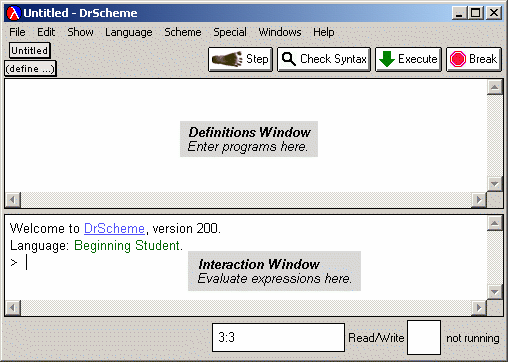 Untitled - DrScheme
File Edit Show Language Scheme Special Windows Help
Untitled
(define ...)
Step Check Syntax Execute Break
Definitions Window
Enter programs here.
Welcome to DrScheme, version 200.
Language: Beginning Student.
>
Interaction Window
Evaluate expressions here.
3:3 Read/Write not running